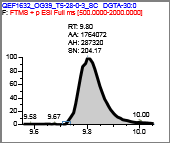 QEF1632_OG39_T5-28-0-3_SC DGTA-30:0
F: FTMS + p ESI Full ms [500.0000-2000.0000]
RT: 9.80
AA: 1764072
AH: 287320
SN: 204.17
100
80
60
40
20
0
9.58 9.67 10.00
9.6 9.8 10.0